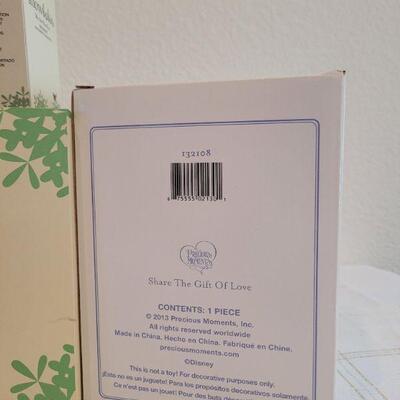 132108
Precious
Moments
Share The Gift Of Love
CONTENTS: 1 PIECE
© 2013 Precious Moments, Inc.
All rights reserved worldwide
Made in China. Hecho en China. Fabriqué en Chine.
preciousmoments.com
©Disney
This is not a toy! For decorative purposes only.
¡Esto no es un juguete! Para los propósitos decorativos solamente.
Ce n'est pas un jouet! Pour des buts